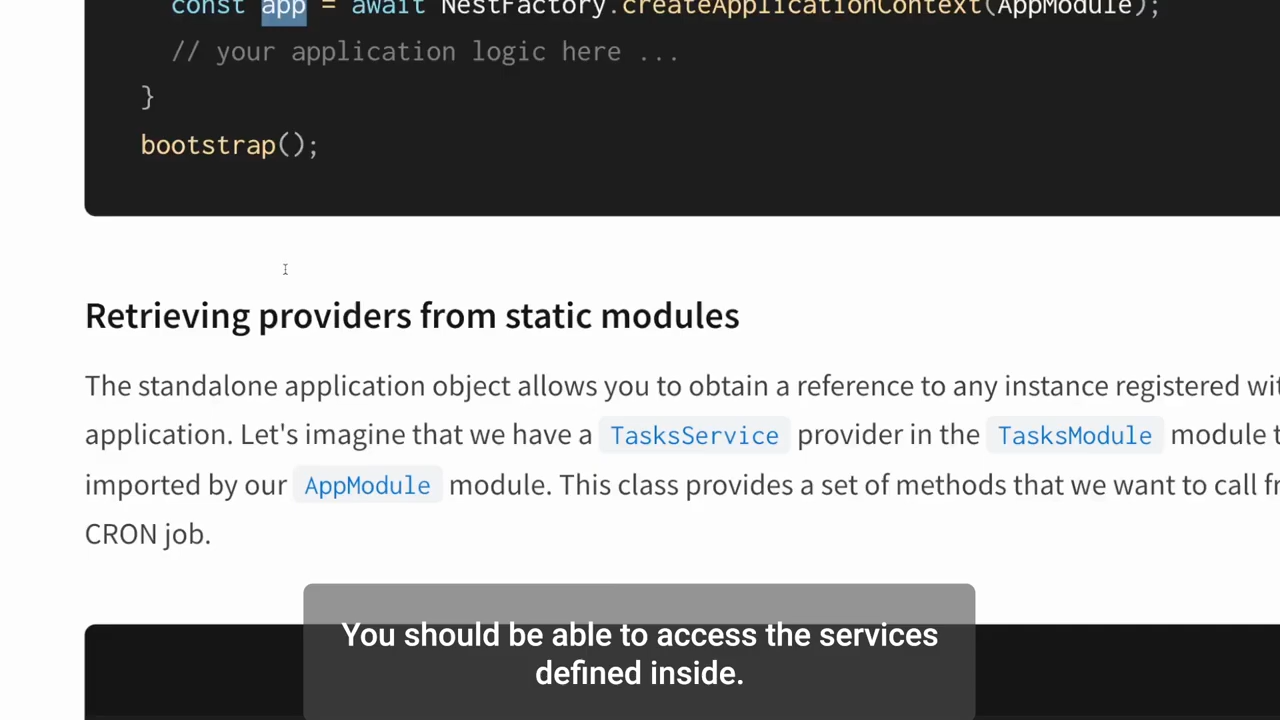 const app = await NestFactory.createApplicationContext(AppModule);
// your application logic here ...
}
bootstrap();
Retrieving providers from static modules
The standalone application object allows you to obtain a reference to any instance registered wit
application. Let's imagine that we have a TasksService provider in the TasksModule module t
imported by our AppModule module. This class provides a set of methods that we want to call fr
CRON job.
You should be able to access the services
defined inside.